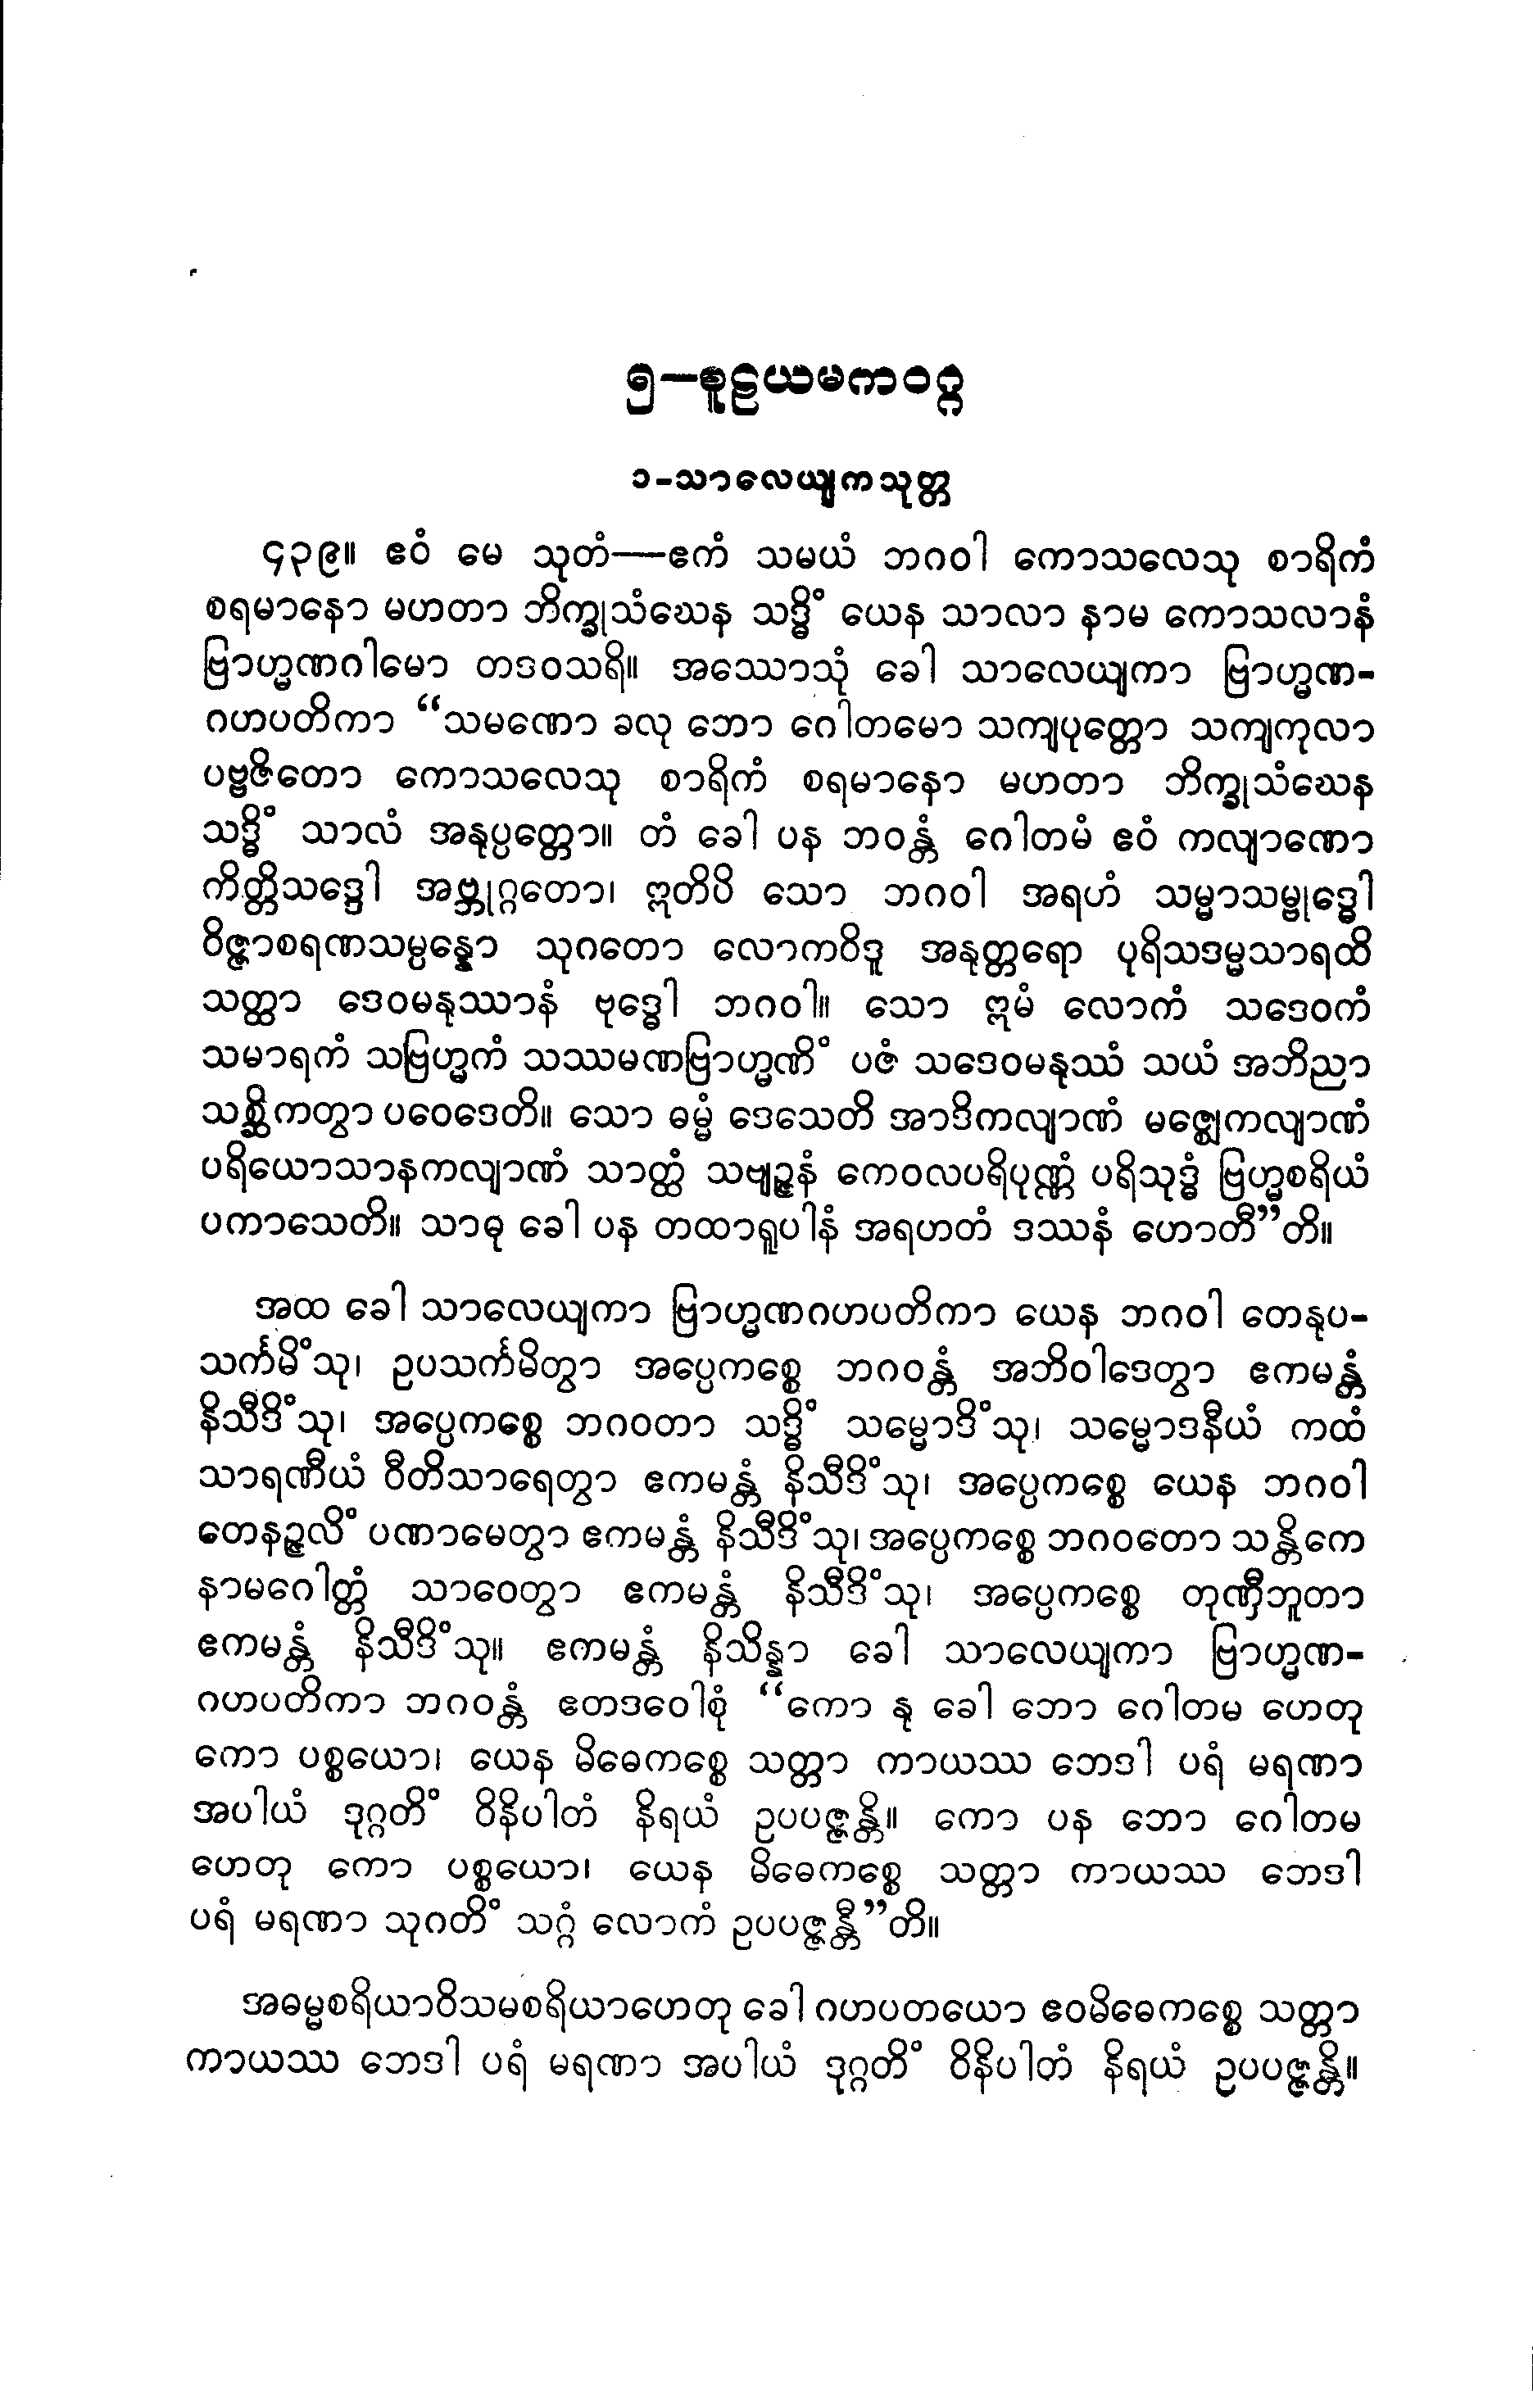 ၅—စူဠယမကဝဂ္ဂ
၁-သာလေယျကသုတ္တ
၄၃၉။ ဧဝံ မေ သုတံ—ဧကံ သမယံ ဘဂဝါ ကောသလေသု စာရိကံ
စရမာနော မဟတာ ဘိက္ခုသံဃေန သဒ္ဓိံ ယေန သာလာ နာမ ကောသလာနံ
ဗြာဟ္မဏဂါမော တဒဝသရိ။ အဿောသုံ ခေါ သာလေယျကာ ဗြာဟ္မဏ-
ဂဟပတိကာ “သမဏော ခလု ဘော ဂေါတမော သကျပုတ္တော သကျကုလာ
ပဗ္ဗဇိတော ကောသလေသု စာရိကံ စရမာနော မဟတာ ဘိက္ခုသံဃေန
သဒ္ဓိံ သာလံ အနုပ္ပတ္တော။ တံ ခေါ ပန ဘဝန္တံ ဂေါတမံ ဧဝံ ကလျာဏော
ကိတ္တိသဒ္ဒေါ အဗ္ဘုဂ္ဂတော၊ ဣတိပိ သော ဘဂဝါ အရဟံ သမ္မာသမ္ဗုဒ္ဓေါ
ဝိဇ္ဇာစရဏသမ္ပန္နော သုဂတော လောကဝိဒူ အနုတ္တရော ပုရိသဒမ္မသာရထိ
သတ္ထာ ဒေဝမနုဿာနံ ဗုဒ္ဓေါ ဘဂဝါ။ သော ဣမံ လောကံ သဒေဝကံ
သမာရကံ သဗြဟ္မကံ သဿမဏဗြာဟ္မဏိံ ပဇံ သဒေဝမနုဿံ သယံ အဘိညာ
သစ္ဆိကတွာ ပဝေဒေတိ။ သော ဓမ္မံ ဒေသေတိ အာဒိကလျာဏံ မဇ္ဈေကလျာဏံ
ပရိယောသာနကလျာဏံ သာတ္ထံ သဗျဉ္ဇနံ ကေဝလပရိပုဏ္ဏံ ပရိသုဒ္ဓံ ဗြဟ္မစရိယံ
ပကာသေတိ။ သာဓု ခေါ ပန တထာရူပါနံ အရဟတံ ဒဿနံ ဟောတီ”တိ။
အထ ခေါ သာလေယျကာ ဗြာဟ္မဏဂဟပတိကာ ယေန ဘဂဝါ တေနုပ-
သင်္ကမိံသု၊ ဥပသင်္ကမိတွာ အပ္ပေကစ္စေ ဘဂဝန္တံ အဘိဝါဒေတွာ ဧကမန္တံ
နိသီဒိံသု၊ အပ္ပေကစ္စေ ဘဂဝတာ သဒ္ဓိံ သမ္မောဒိံသု၊ သမ္မောဒနီယံ ကထံ
သာရဏီယံ ဝီတိသာရေတွာ ဧကမန္တံ နိသီဒိံသု၊ အပ္ပေကစ္စေ ယေန ဘဂဝါ
တေနဉ္ဇလိံ ပဏာမေတွာ ဧကမန္တံ နိသီဒိံသု၊ အပ္ပေကစ္စေ ဘဂဝတော သန္တိကေ
နာမဂေါတ္တံ သာဝေတွာ ဧကမန္တံ နိသီဒိံသု၊ အပ္ပေကစ္စေ တုဏှီဘူတာ
ဧကမန္တံ နိသီဒိံသု။ ဧကမန္တံ နိသိန္နာ ခေါ သာလေယျကာ ဗြာဟ္မဏ-
ဂဟပတိကာ ဘဂဝန္တံ ဧတဒဝေါစုံ “ကော နု ခေါ ဘော ဂေါတမ ဟေတု
ကော ပစ္စယော၊ ယေန မိဓေကစ္စေ သတ္တာ ကာယဿ ဘေဒါ ပရံ မရဏာ
အပါယံ ဒုဂ္ဂတိံ ဝိနိပါတံ နိရယံ ဥပပဇ္ဇန္တိ။ ကော ပန ဘော ဂေါတမ
ဟေတု ကော ပစ္စယော၊ ယေန မိဓေကစ္စေ သတ္တာ ကာယဿ ဘေဒါ
ပရံ မရဏာ သုဂတိံ သဂ္ဂံ လောကံ ဥပပဇ္ဇန္တီ”တိ။
အဓမ္မစရိယာဝိသမစရိယာဟေတု ခေါ ဂဟပတယော ဧဝမိဓေကစ္စေ သတ္တာ
ကာယဿ ဘေဒါ ပရံ မရဏာ အပါယံ ဒုဂ္ဂတိံ ဝိနိပါတံ နိရယံ ဥပပဇ္ဇန္တိ။